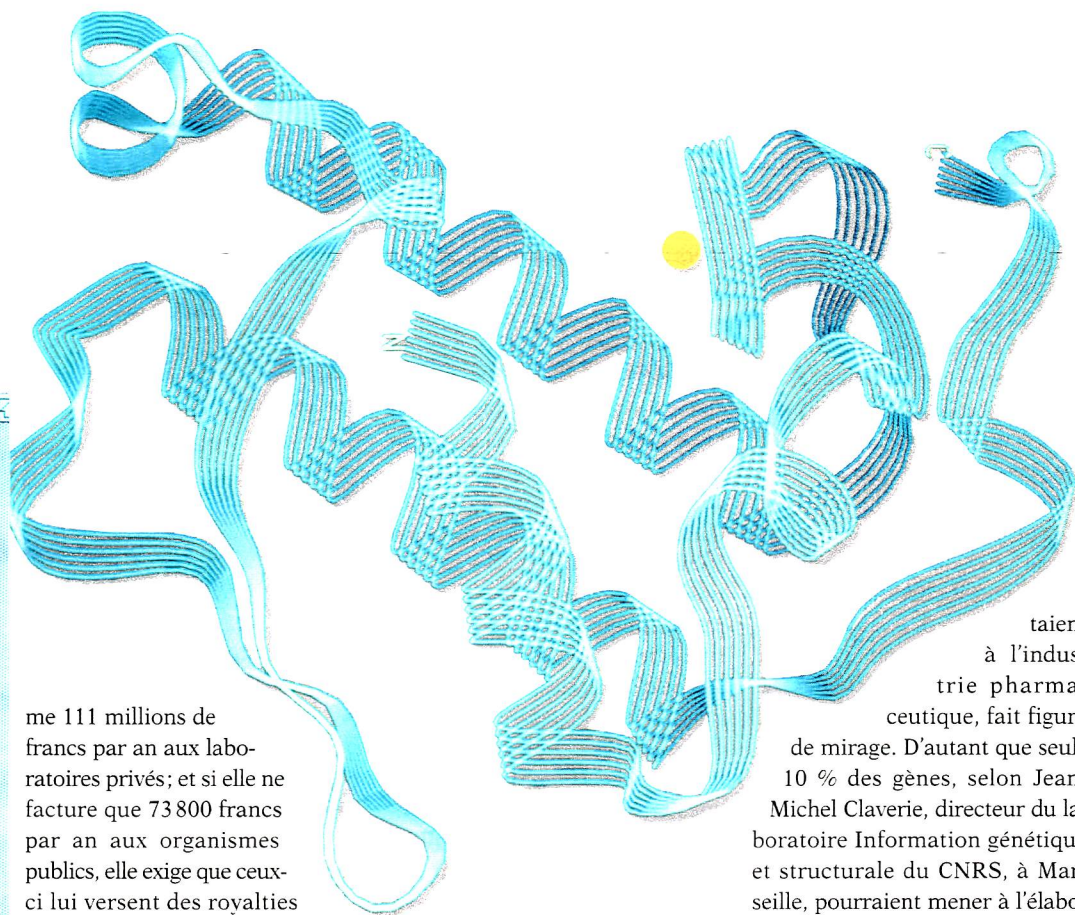 me 111 millions de
francs par an aux labo-
ratoires privés; et si elle ne
facture que 73 800 francs
par an aux organismes
publics, elle exige que ceux-
ci lui versent des royalties
taien
à l'indus
trie pharma
ceutique, fait figur
de mirage. D'autant que seul
10 % des gènes, selon Jean
Michel Claverie, directeur du la
boratoire Information génétiqu
et structurale du CNRS, à Mar
seille, pourraient mener à l'élabo